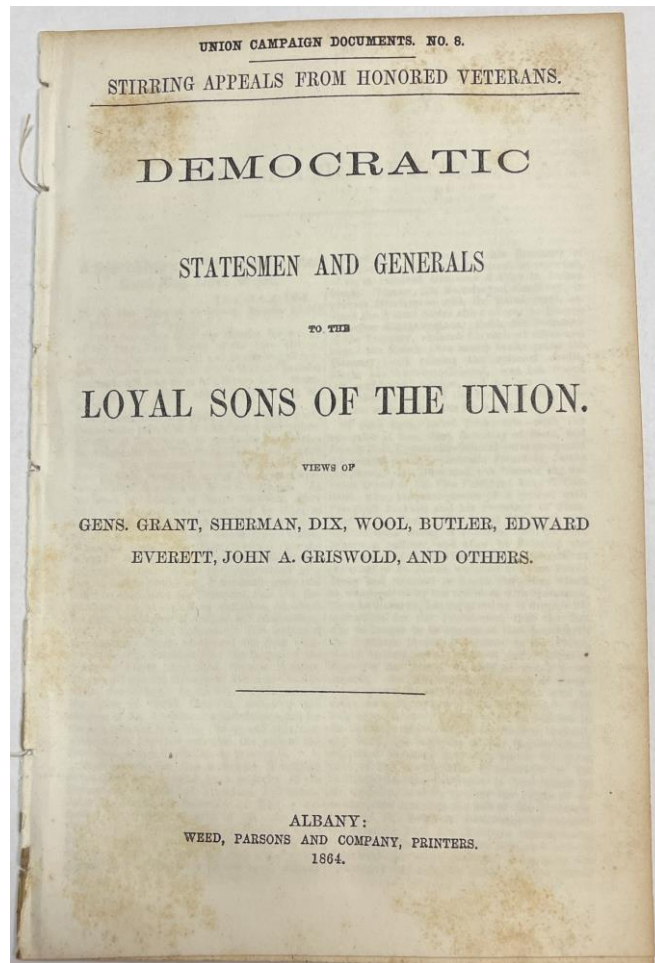 UNION CAMPAIGN DOCUMENTS. NO. 8.
STIRRING APPEALS FROM HONORED VETERANS.
DEMOCRATIC
STATESMEN AND GENERALS
TO THE
LOYAL SONS OF THE UNION.
VIEWS OF
GENS. GRANT, SHERMAN, DIX, WOOL, BUTLER, EDWARD
EVERETT, JOHN A. GRISWOLD, AND OTHERS.
ALBANY:
WEED, PARSONS AND COMPANY, PRINTERS.
1864.